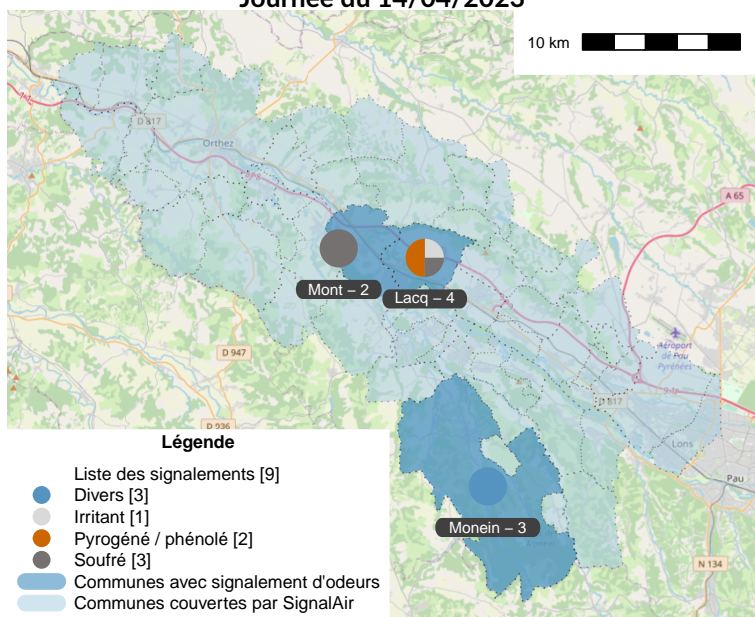 Journée du 14/04/2023
10 km
D 817
Orthez
A 65
Mont – 2
Lacq – 4
Aéroport
de Pau
Pyrénées
D 947
D 936
D 817
Lons
Pau
Légende
Liste des signalements [9]
Divers [3]
Irritant [1]
Pyrogéné / phénolé [2]
Soufré [3]
Communes avec signalement d'odeurs
Communes couvertes par SignalAir
Monein – 3
N 134